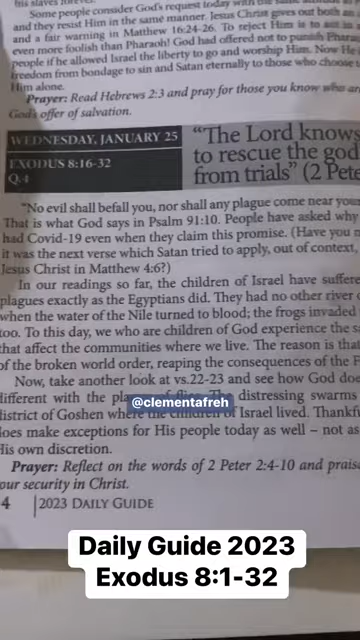 his slaves forever.
Some people consider God's request today with the same
and they resist Him in the same manner. Jesus Christ gives out both an
and a fair warning in Matthew 16:24-26. To reject Him is to act in
even more foolish than Pharaoh! God had offered not to punish Pharaoh
people if he allowed Israel the liberty to go and worship Him. Now He
freedom from bondage to sin and Satan eternally to those who choose
Him alone.
Prayer: Read Hebrews 2:3 and pray for those you know who are
God's offer of salvation.
WEDNESDAY, JANUARY 25
EXODUS 8:16-32
Q.4
"The Lord knows
to rescue the god
from trials" (2 Pete
"No evil shall befall you, nor shall any plague come near your
That is what God says in Psalm 91:10. People have asked why
had Covid-19 even when they claim this promise. (Have you n
it was the next verse which Satan tried to apply, out of context,
Jesus Christ in Matthew 4:6?)
In our readings so far, the children of Israel have suffere
plagues exactly as the Egyptians did. They had no other river
when the water of the Nile turned to blood; the frogs invaded
too. To this day, we who are children of God experience the s
that affect the communities where we live. The reason is that
of the broken world order, reaping the consequences of the F
Now, take another look at vs.22-23 and see how God doe
different with the distressing swarms
district of Goshen where the children of Israel lived. Thankf
does make exceptions for His people today as well – not as
His own discretion.
Prayer: Reflect on the words of 2 Peter 2:4-10 and praise
our security in Christ.
4 | 2023 DAILY GUIDE
@clementafreh
Daily Guide 2023
Exodus 8:1-32